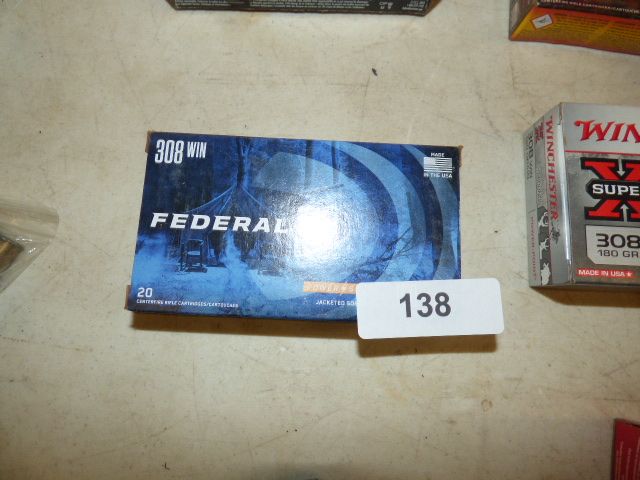 308 WIN
MADE
IN THE USA
FEDERAL
20
CENTERFIRE RIFLE CARTRIDGES/CARTOUCHES
POWER
JACKETED
138
WINCHESTER
WIN
X
SUPER
308
180 GR
MADE IN USA